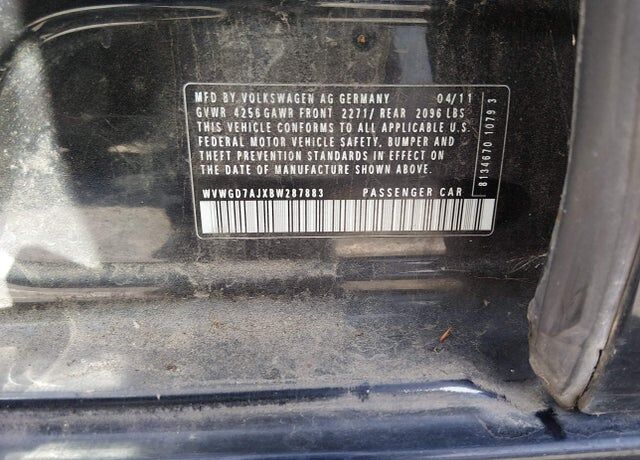 MFD BY VOLKSWAGEN AG GERMANY 04/11
GVWR 4256 GAWR FRONT 2271/ REAR 2096 LBS
THIS VEHICLE CONFORMS TO ALL APPLICABLE U.S.
FEDERAL MOTOR VEHICLE SAFETY, BUMPER AND
THEFT PREVENTION STANDARDS IN EFFECT ON
THE DATE OF MANUFACTURE SHOWN ABOVE.
WVWGD7AJXBW287883 PASSENGER CAR
8134670 1079 3